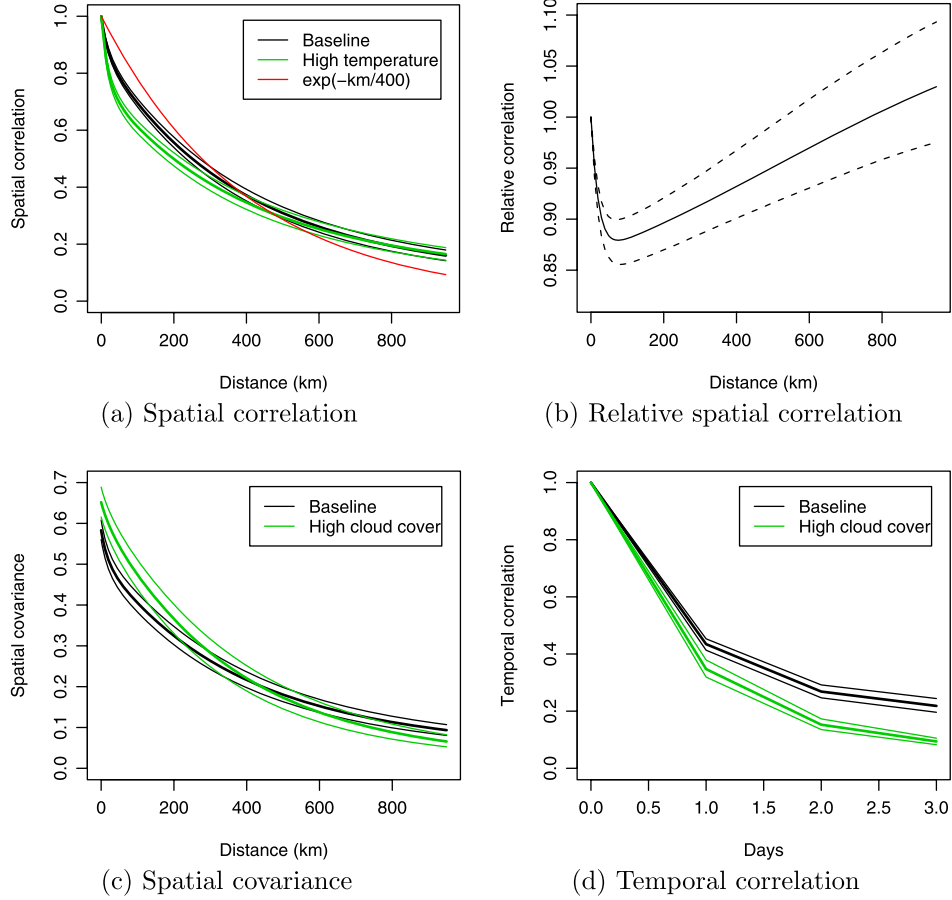 Spatial correlation
0.0 0.2 0.4 0.6 0.8 1.0
Baseline
High temperature
exp(−km/400)
0 200 400 600 800
Distance (km)
(a) Spatial correlation
Relative correlation
0.85 0.90 0.95 1.00 1.05 1.10
0 200 400 600 800
Distance (km)
(b) Relative spatial correlation
Spatial covariance
0.0 0.1 0.2 0.3 0.4 0.5 0.6 0.7
Baseline
High cloud cover
0 200 400 600 800
Distance (km)
(c) Spatial covariance
Temporal correlation
0.0 0.2 0.4 0.6 0.8 1.0
Baseline
High cloud cover
0.0 0.5 1.0 1.5 2.0 2.5 3.0
Days
(d) Temporal correlation